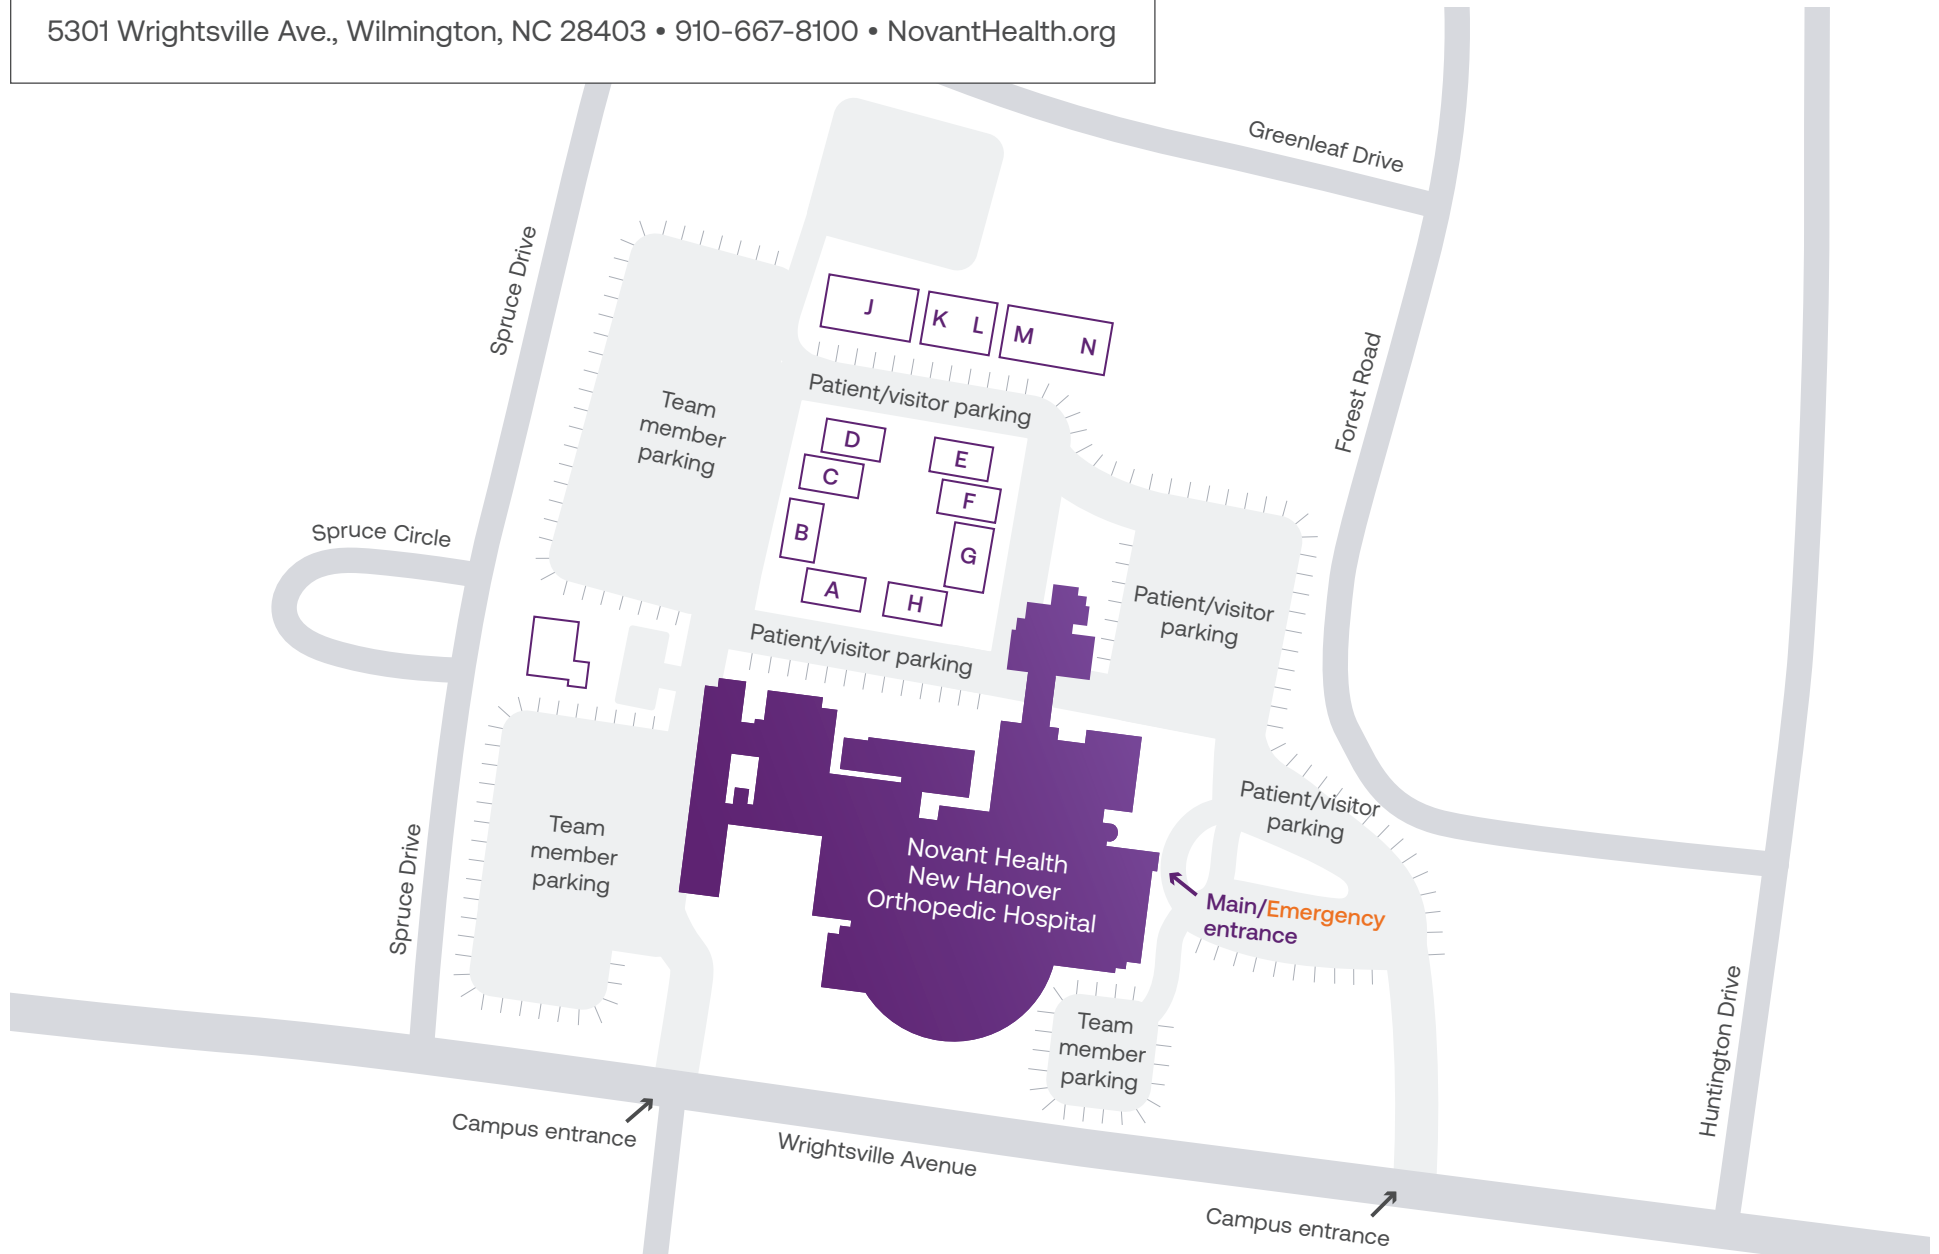 5301 Wrightsville Ave., Wilmington, NC 28403 • 910-667-8100 • NovantHealth.org
Greenleaf Drive
Spruce Drive
J
K L
M N
Forest Road
Patient/visitor parking
Team
member
parking
D
E
C
F
B
G
A
H
Spruce Circle
Patient/visitor
parking
Patient/visitor parking
Patient/visitor
parking
Team
member
parking
Spruce Drive
Novant Health
New Hanover
Orthopedic Hospital
Main/Emergency
entrance
Team
member
parking
Huntington Drive
Campus entrance
Wrightsville Avenue
Campus entrance